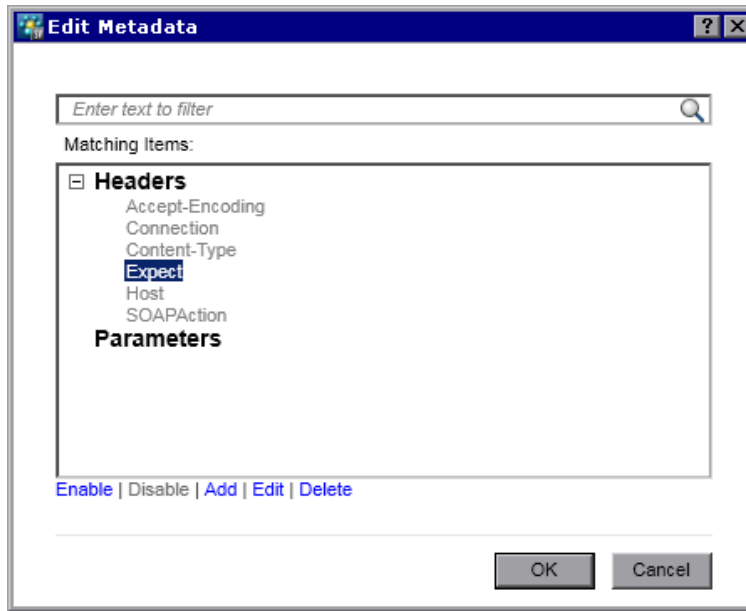 Edit Metadata
Enter text to filter
Matching Items:
Headers
Accept-Encoding
Connection
Content-Type
Expect
Host
SOAPAction
Parameters
Enable | Disable | Add | Edit | Delete
OK Cancel